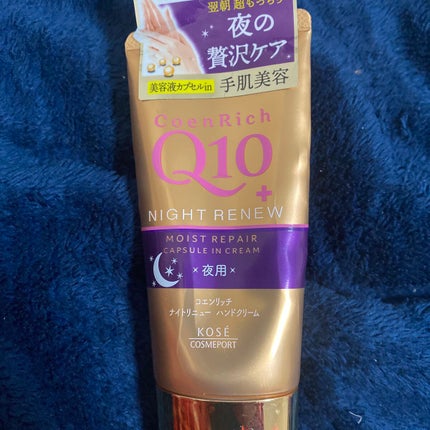 翌朝 超もっちり
夜の
贅沢ケア
美容液カプセルin
手肌美容
CoenRich
Q10
+
NIGHT RENEW
MOIST REPAIR
CAPSULE IN CREAM
夜用
コエンリッチ
ナイトリニュー ハンドクリーム
KOSÉ
COSMEPORT